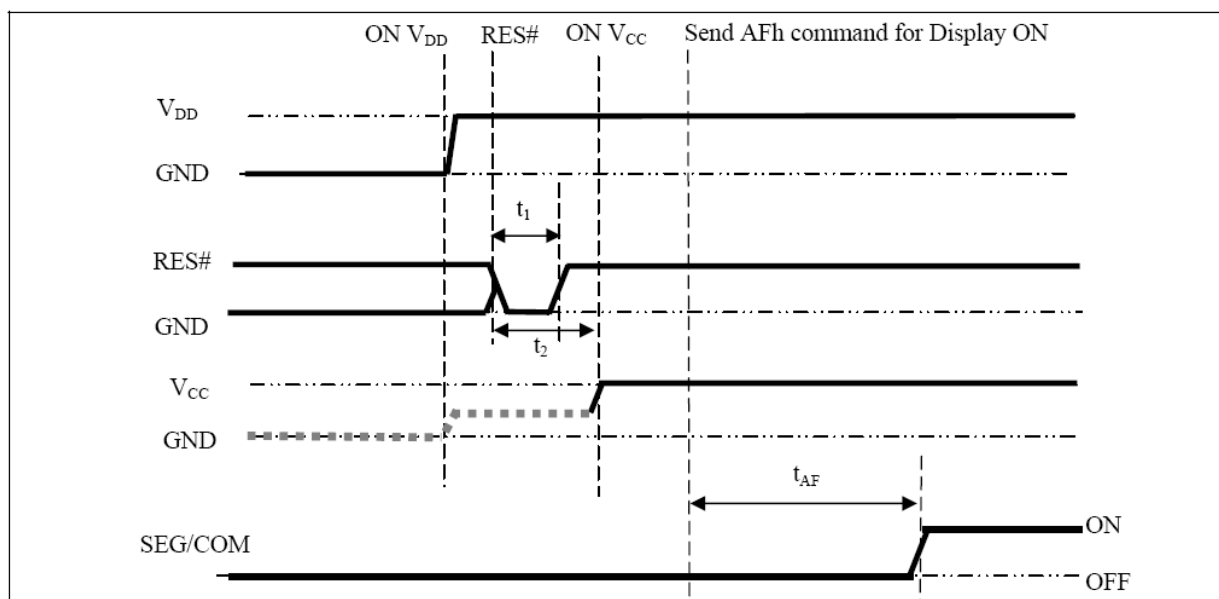 ON VDD RES# ON VCC Send AFh command for Display ON
VDD
GND
t1
RES#
GND
t2
VCC
GND
tAF
ON
SEG/COM
OFF